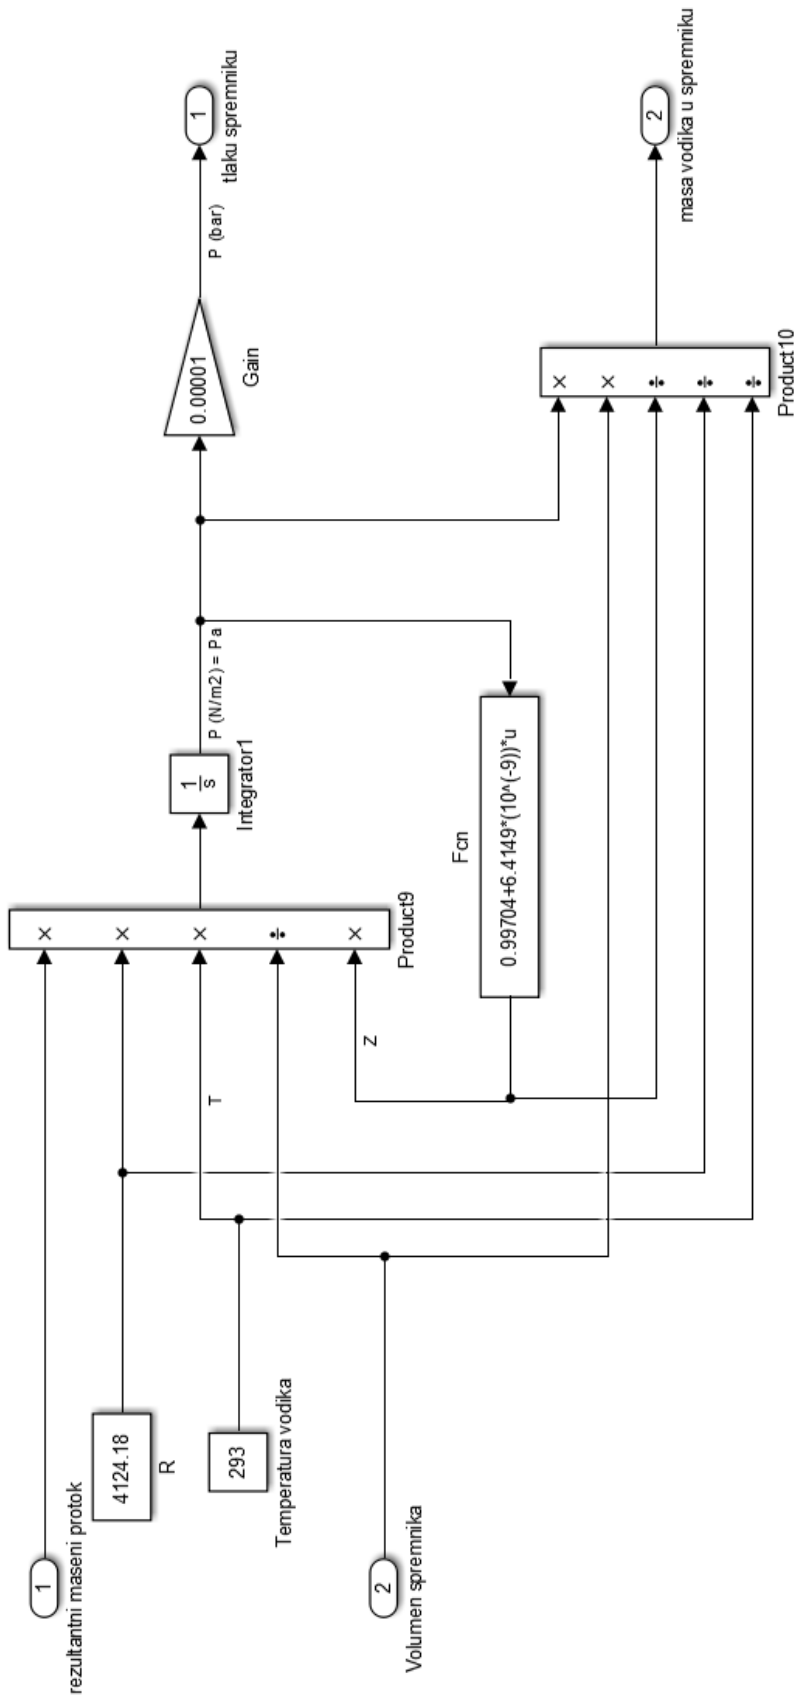 1
rezultantni maseni protok
4124.18
R
293
Temperatura vodika
2
Volumen spremnika
T
Z
×
×
×
÷
×
Product9
1
s
Integrator1
P (N/m2) = Pa
Fcn
0.99704+6.4149*(10^(-9))*u
0.00001
Gain
P (bar)
1
tlaku spremniku
×
×
÷
÷
÷
Product10
2
masa vodika u spremniku